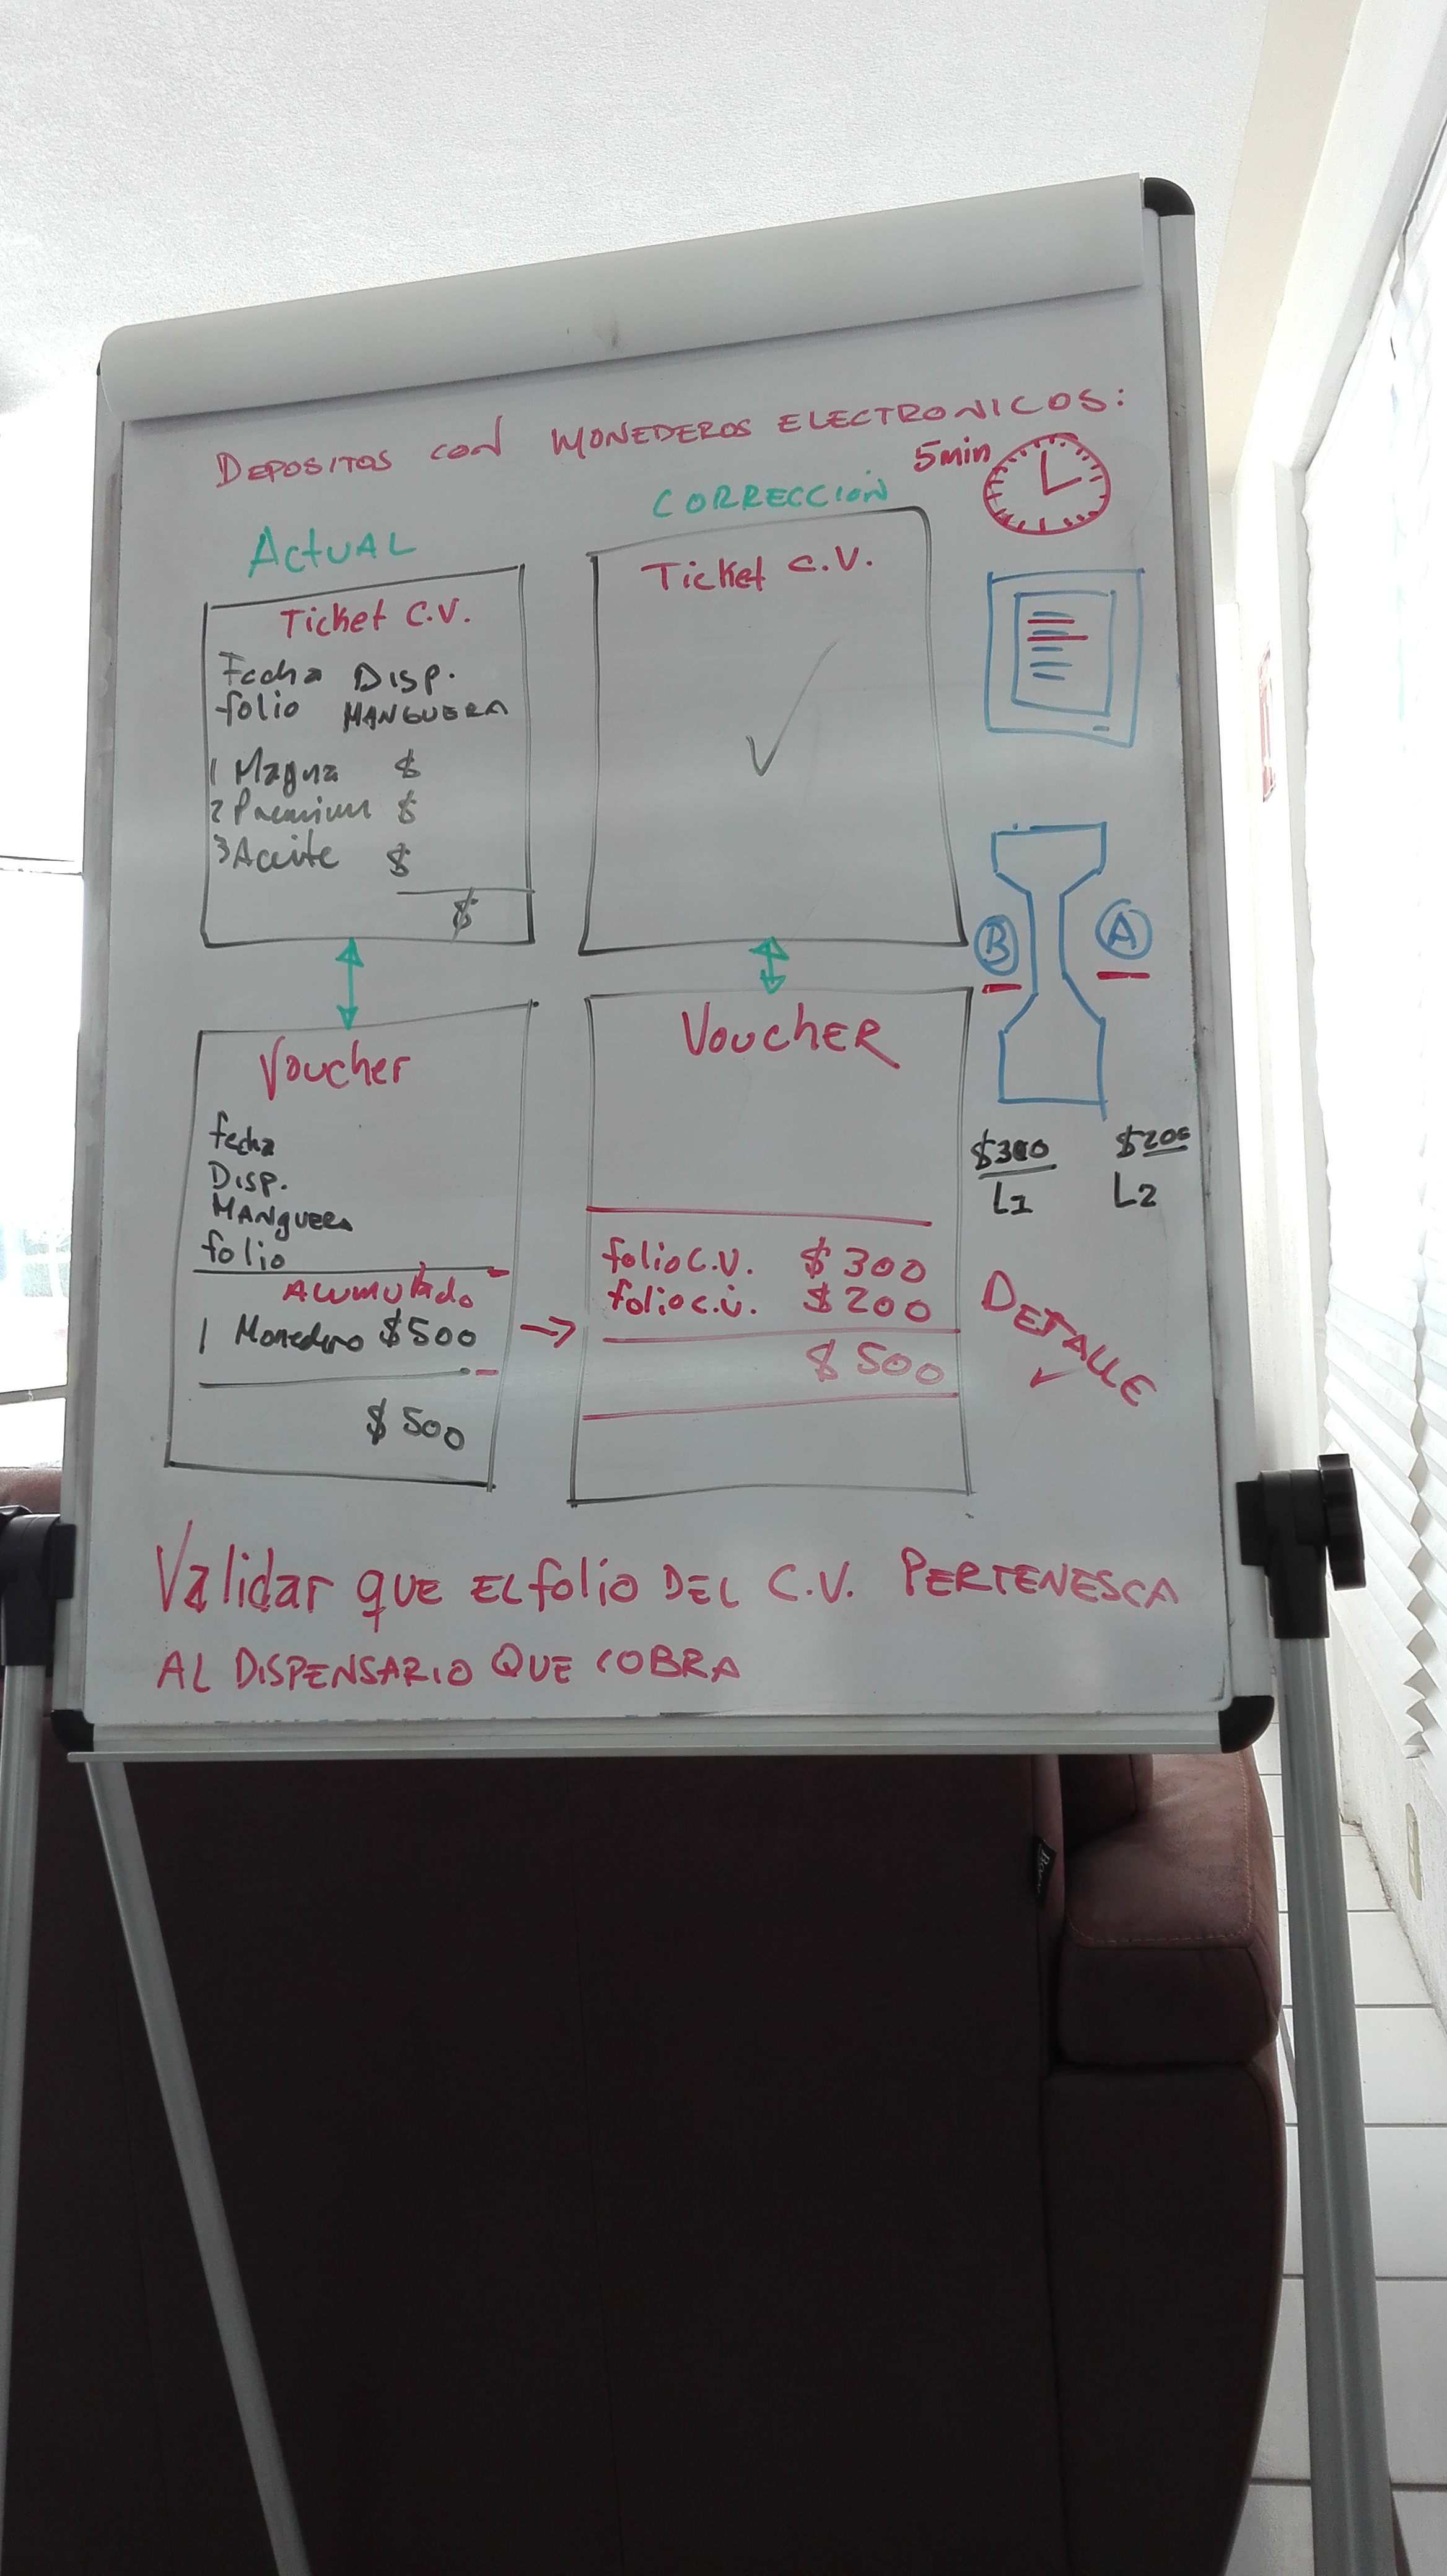 DEPOSITOS CON MONEDEROS ELECTRONICOS:
5min
ACTUAL
Ticket C.V.
Fecha Disp.
folio MANGUERA
1 Magna $
2 Premium $
3 Aceite $
$
Voucher
fecha
Disp.
MANguera
folio
Acumulado
1 Monedero $500
$500
CORRECCION
Ticket C.V.
VouchER
folio C.V. $300
folio c.v. $200
$500
B
A
$300
L1
$200
L2
DETALLE
Validar que EL folio DEL C.V. PERTENESCA
AL DISPENSARIO QUE COBRA